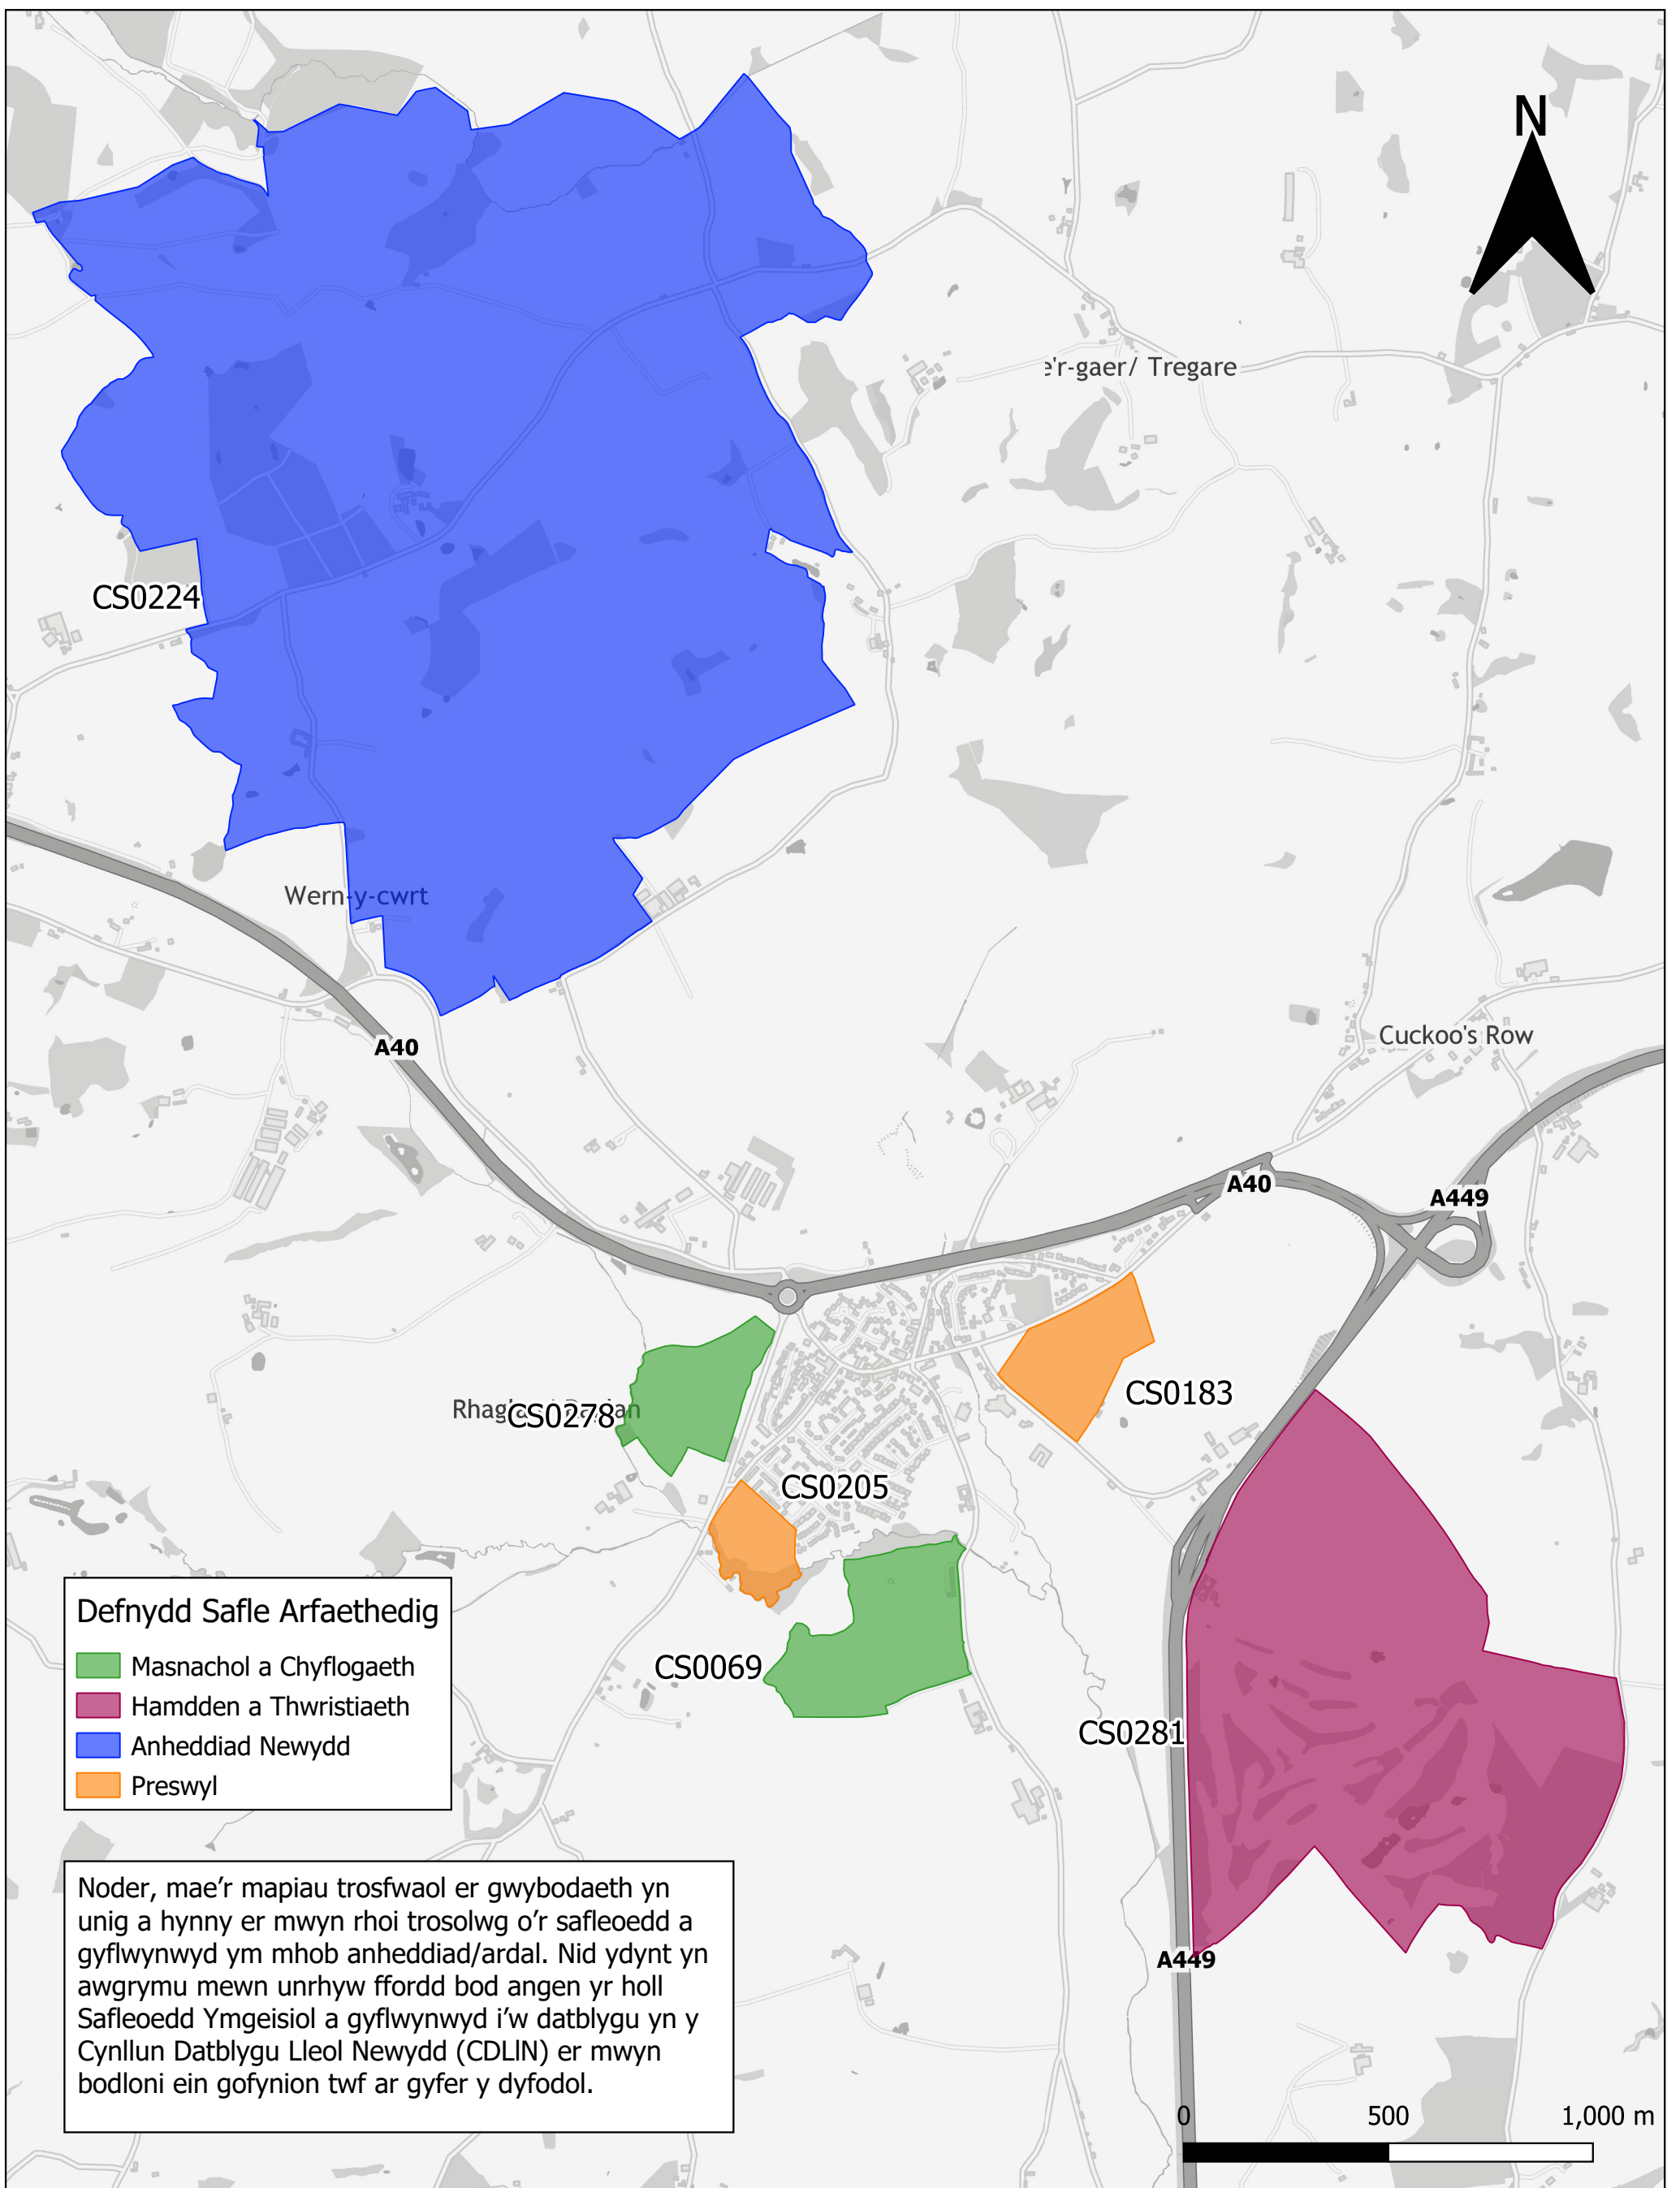 N
e'r-gaer/ Tregare
CS0224
Wern-y-cwrt
A40
Cuckoo's Row
A40
A449
CS0183
CS0278
CS0205
CS0069
CS0281
A449
Defnydd Safle Arfaethedig
Masnachol a Chyflogaeth
Hamdden a Thwristiaeth
Anheddiad Newydd
Preswyl
Noder, mae’r mapiau trosfwaol er gwybodaeth yn
unig a hynny er mwyn rhoi trosolwg o’r safleoedd a
gyflwynwyd ym mhob anheddiad/ardal. Nid ydynt yn
awgrymu mewn unrhyw ffordd bod angen yr holl
Safleoedd Ymgeisiol a gyflwynwyd i’w datblygu yn y
Cynllun Datblygu Lleol Newydd (CDLlN) er mwyn
bodloni ein gofynion twf ar gyfer y dyfodol.
0 500 1,000 m